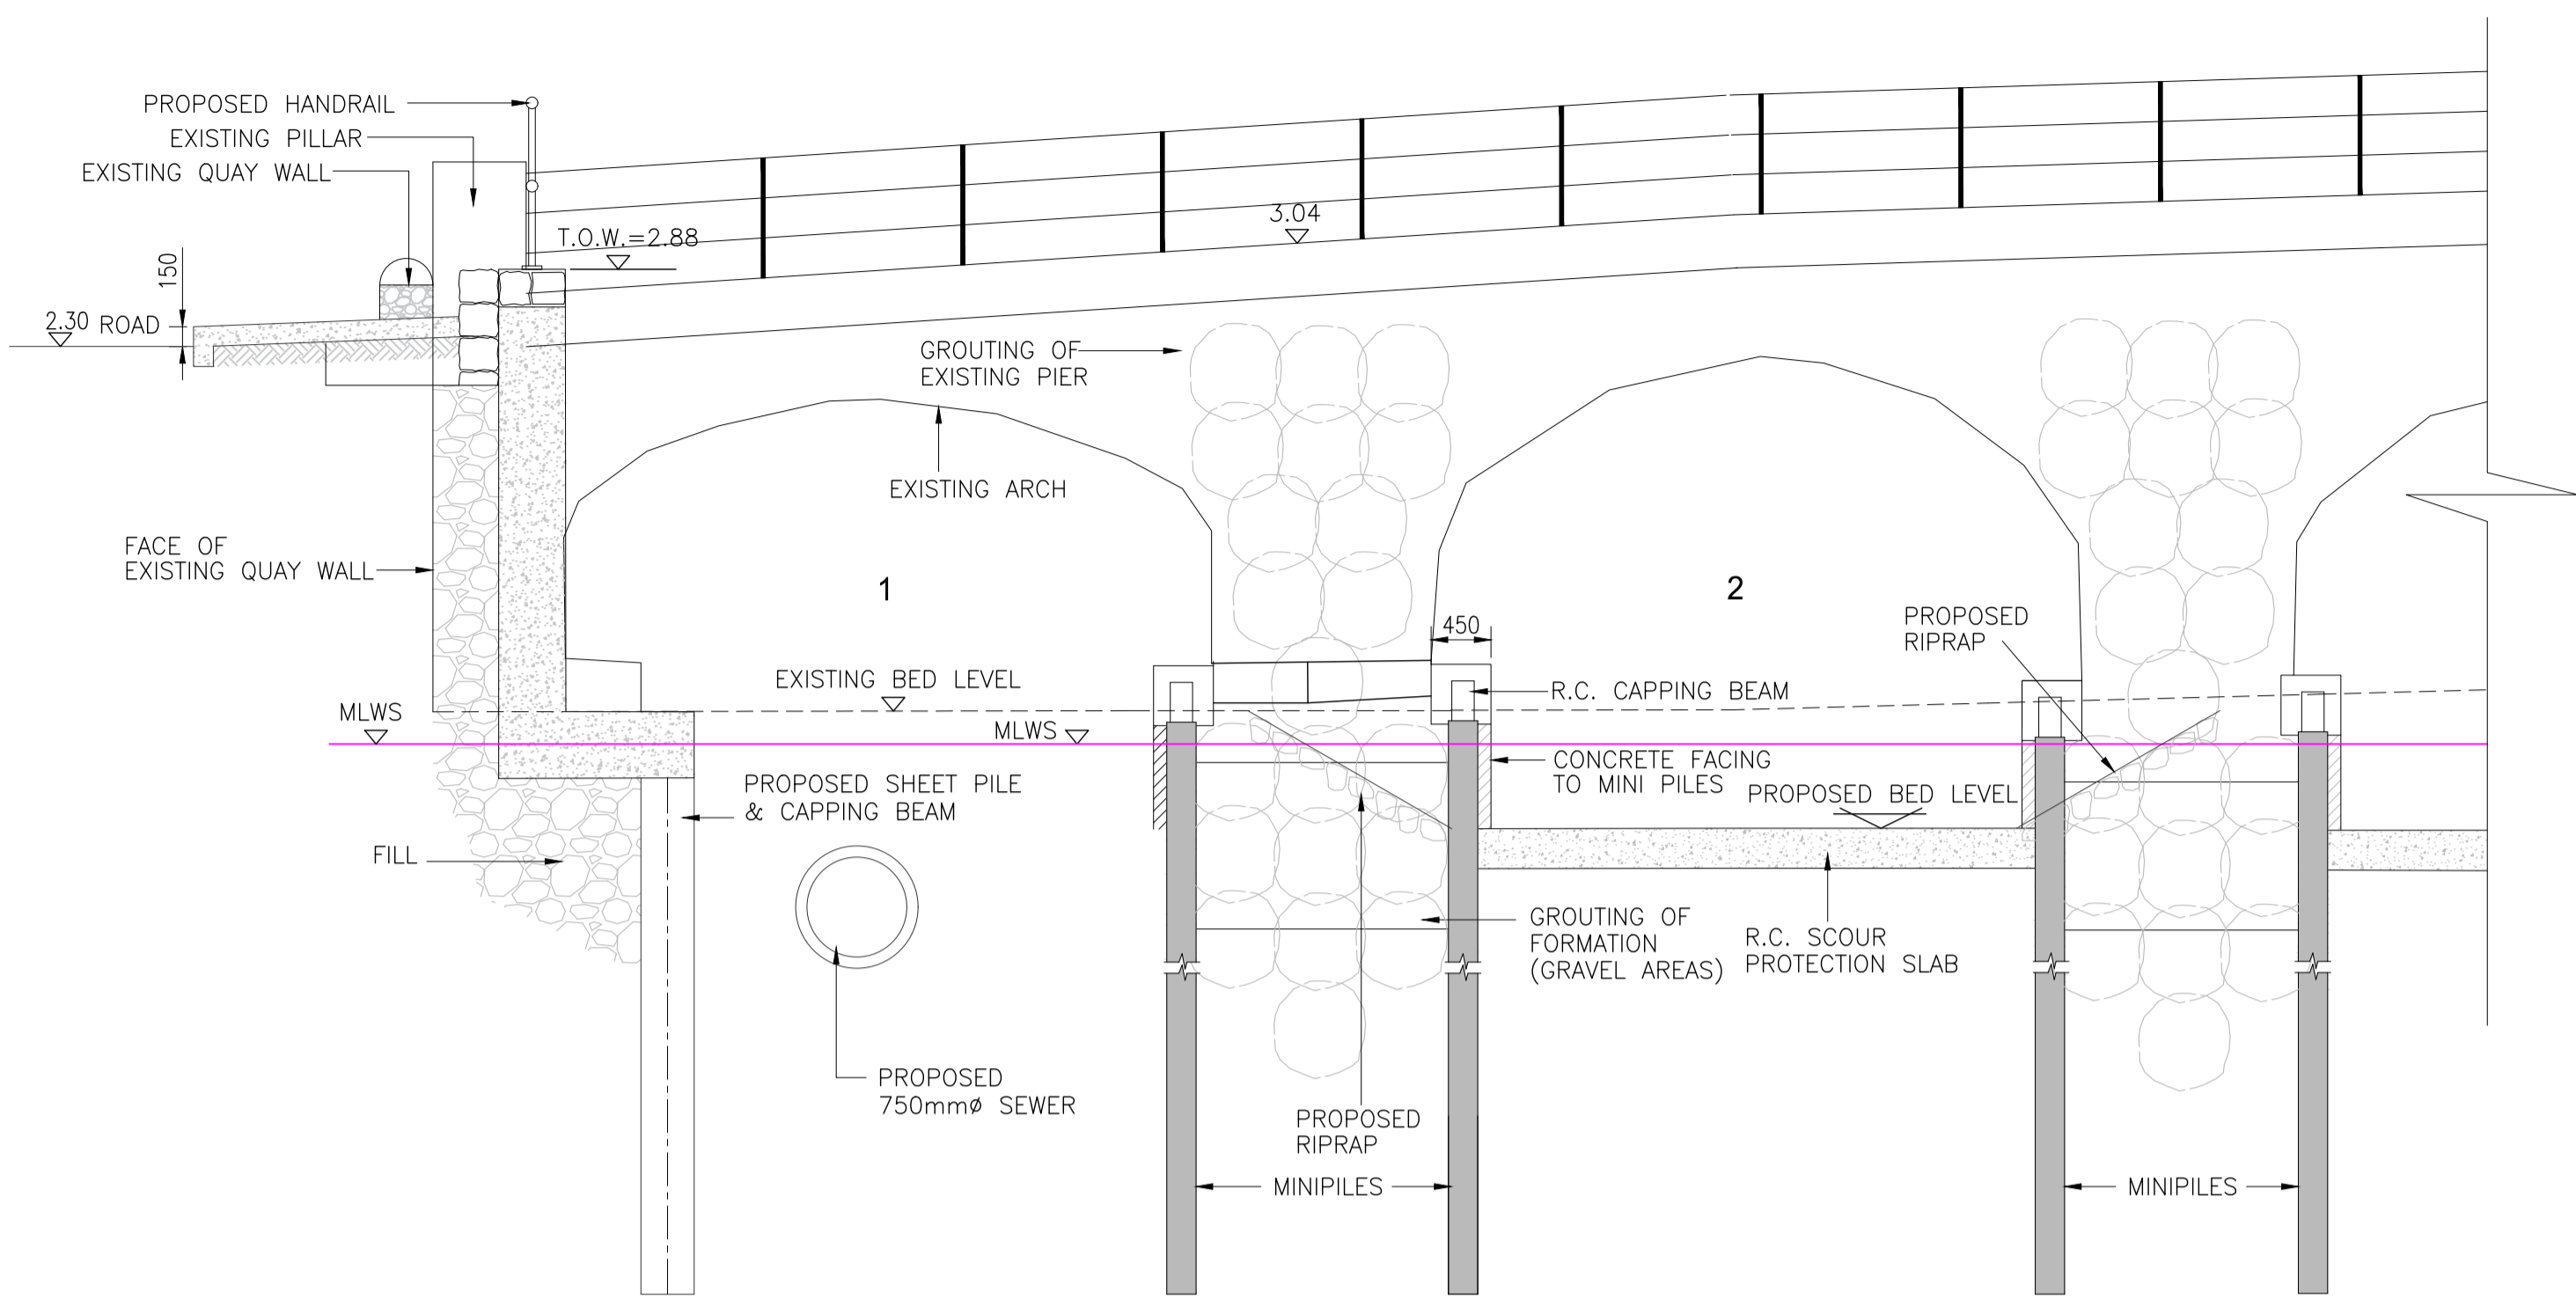 PROPOSED HANDRAIL
EXISTING PILLAR
EXISTING QUAY WALL
150
2.30 ROAD
T.O.W.=2.88
3.04
GROUTING OF
EXISTING PIER
EXISTING ARCH
FACE OF
EXISTING QUAY WALL
1
2
450
PROPOSED
RIPRAP
EXISTING BED LEVEL
R.C. CAPPING BEAM
MLWS
MLWS
CONCRETE FACING
TO MINI PILES
PROPOSED BED LEVEL
PROPOSED SHEET PILE
& CAPPING BEAM
FILL
GROUTING OF
FORMATION
(GRAVEL AREAS)
R.C. SCOUR
PROTECTION SLAB
PROPOSED
750mmø SEWER
PROPOSED
RIPRAP
MINIPILES
MINIPILES